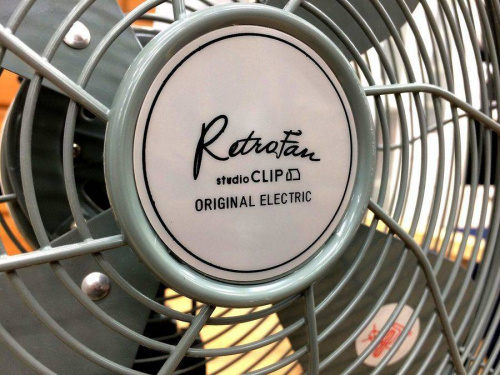 RetroFan
studio CLIP
ORIGINAL ELECTRIC